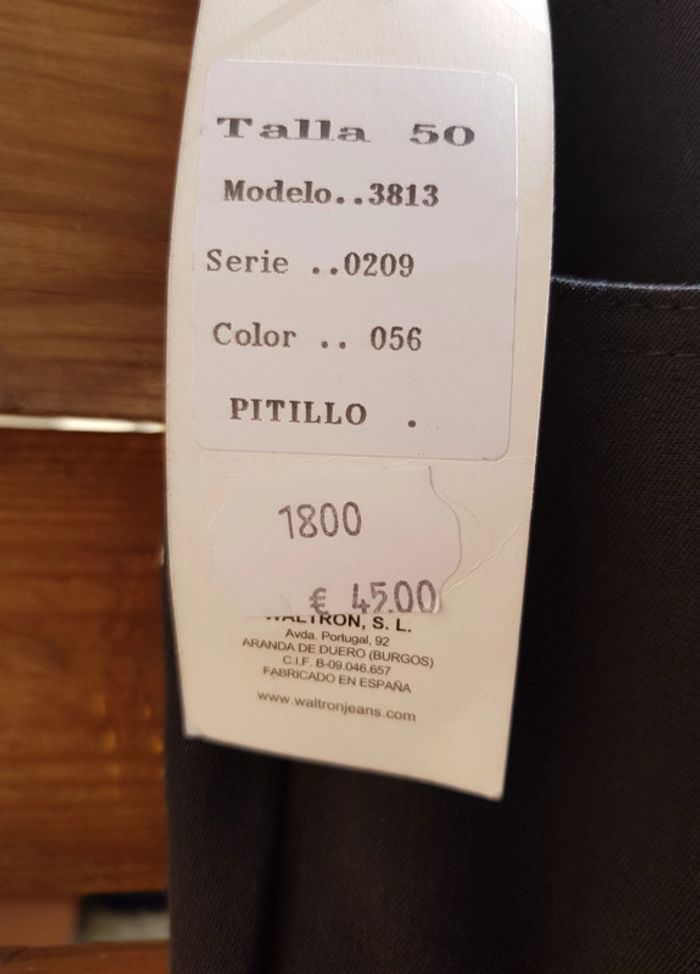 Talla 50
Modelo..3813
Serie ..0209
Color .. 056
PITILLO .
1800
€ 45.00
WALTRON, S. L.
Avda. Portugal, 92
ARANDA DE DUERO (BURGOS)
C.I.F. B-09.046.657
FABRICADO EN ESPAÑA
www.waltronjeans.com